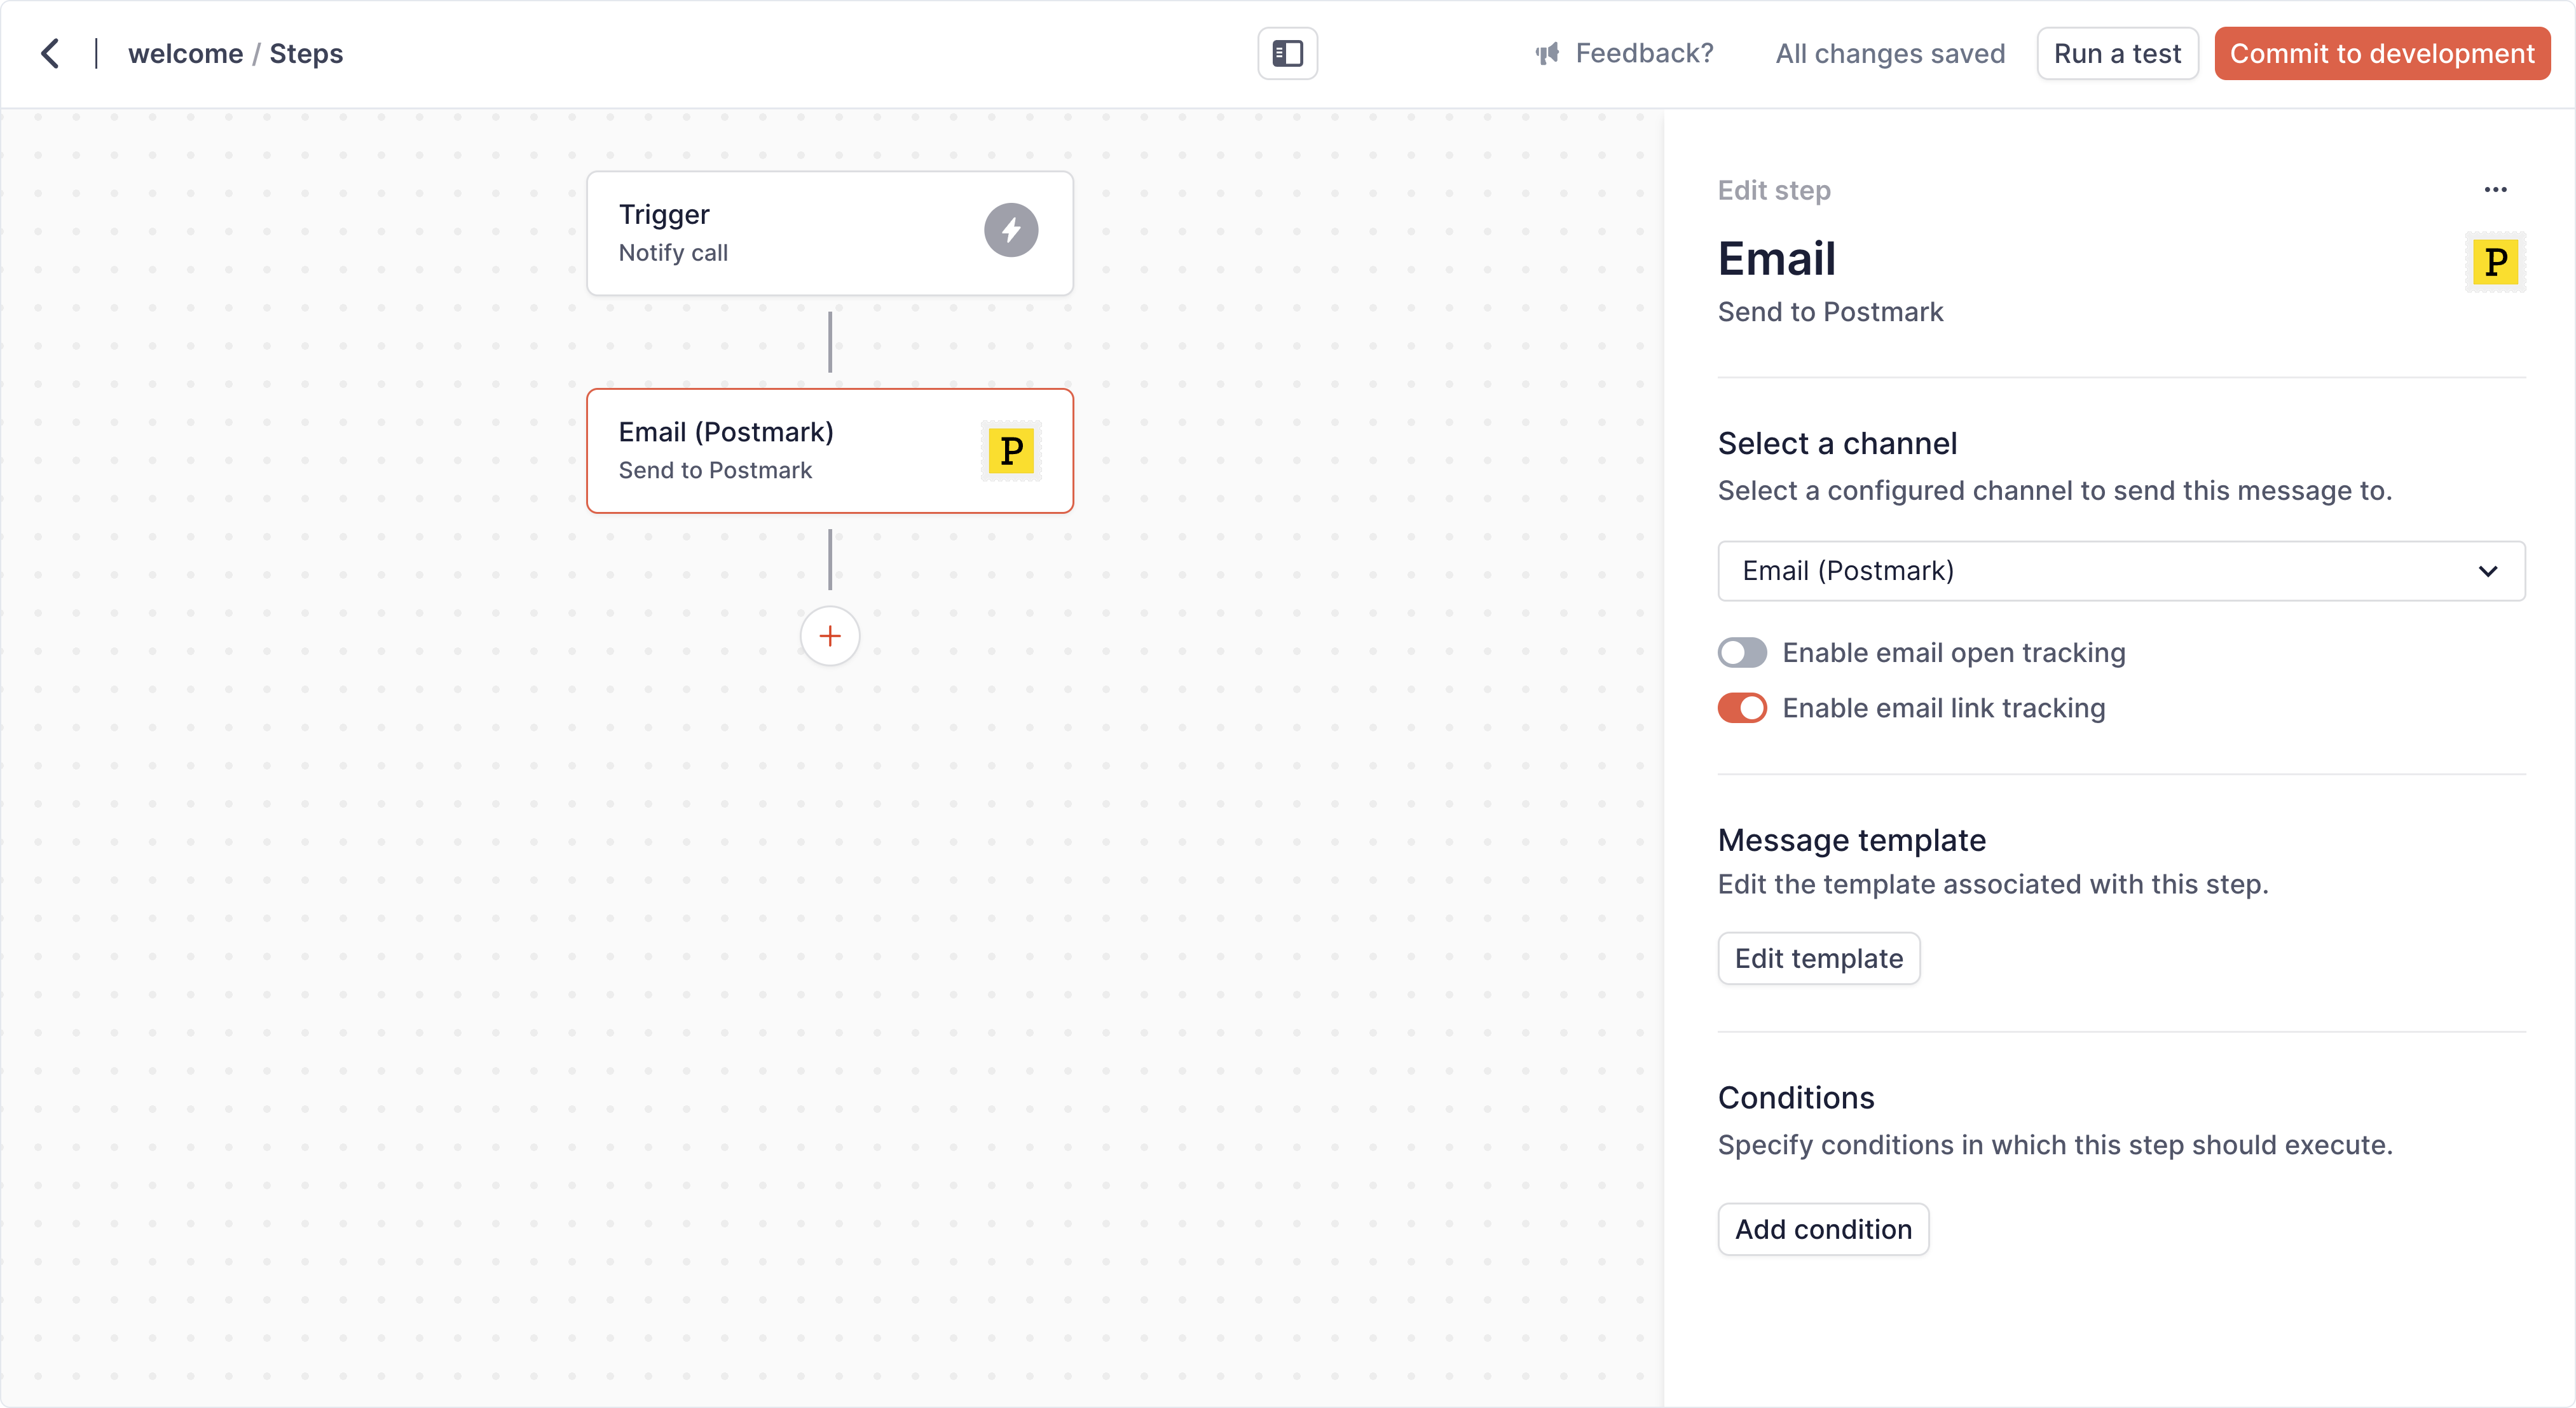 welcome / Steps
Feedback?
All changes saved
Run a test
Commit to development
Trigger
Notify call
Email (Postmark)
Send to Postmark
P
Edit step
Email
P
Send to Postmark
Select a channel
Select a configured channel to send this message to.
Email (Postmark)
Enable email open tracking
Enable email link tracking
Message template
Edit the template associated with this step.
Edit template
Conditions
Specify conditions in which this step should execute.
Add condition